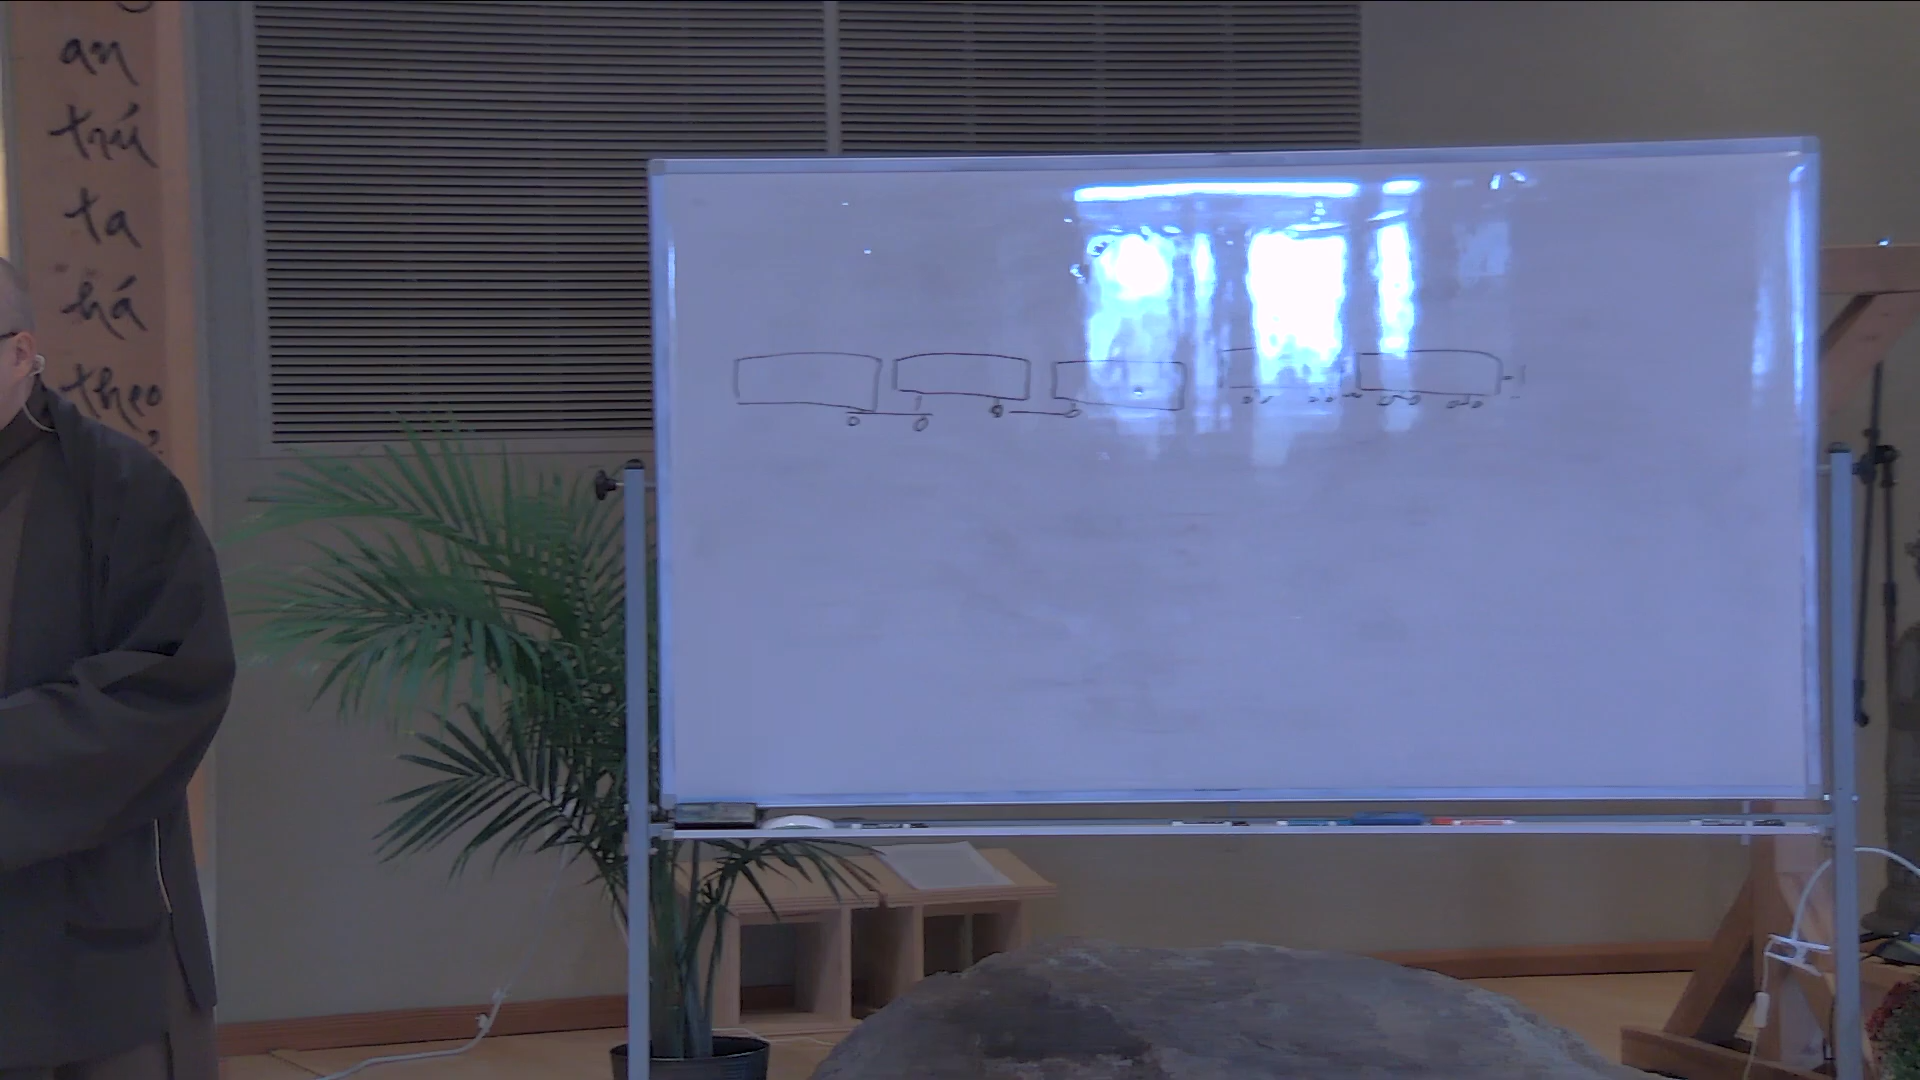 an
trú
ta
há
theo,